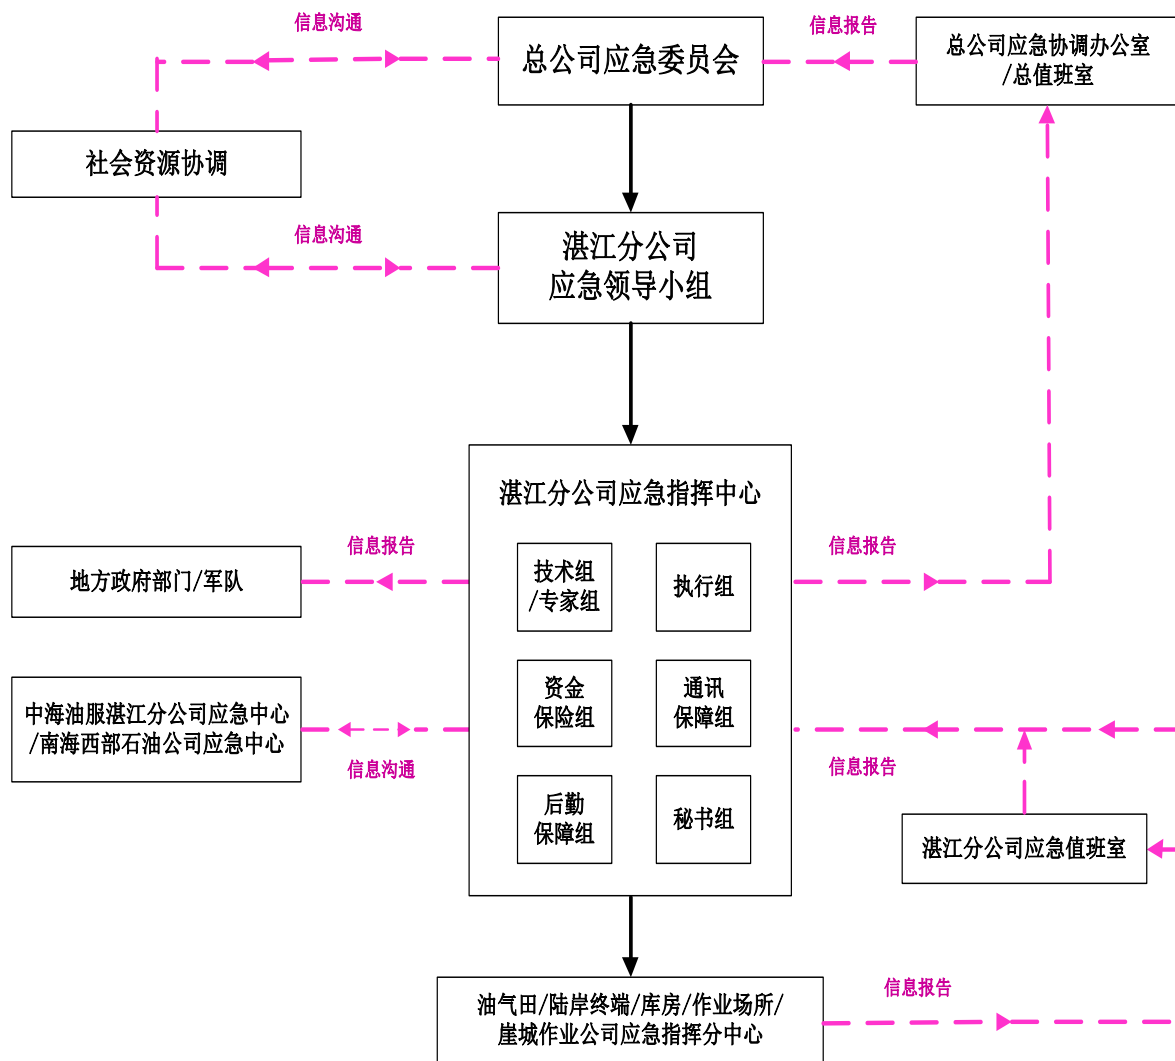 信息沟通
信息报告
总公司应急委员会
总公司应急协调办公室
/总值班室
社会资源协调
信息沟通
湛江分公司
应急领导小组
湛江分公司应急指挥中心
信息报告
信息报告
地方政府部门/军队
技术组
/专家组
执行组
中海油服湛江分公司应急中心
/南海西部石油公司应急中心
资金
保险组
通讯
保障组
信息沟通
信息报告
后勤
保障组
秘书组
湛江分公司应急值班室
油气田/陆岸终端/库房/作业场所/
崖城作业公司应急指挥分中心
信息报告